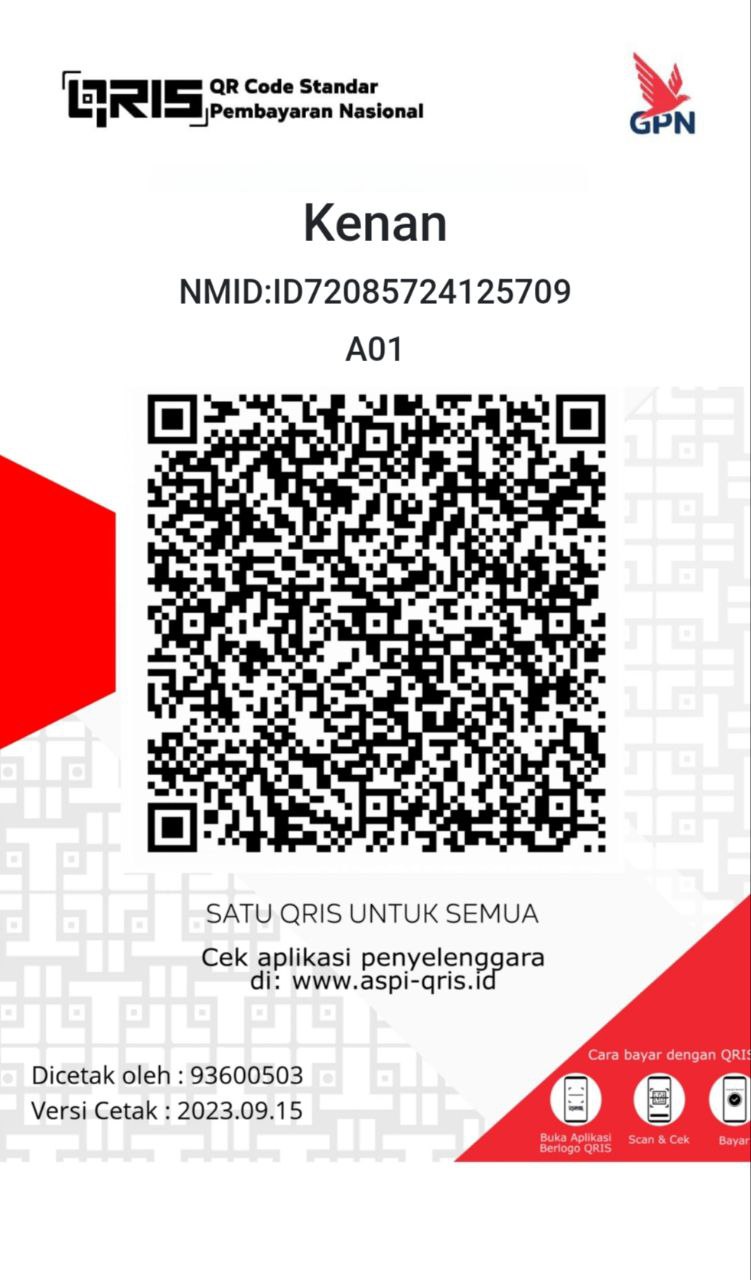 QRIS QR Code Standar
Pembayaran Nasional
GPN
Kenan
NMID:ID72085724125709
A01
SATU QRIS UNTUK SEMUA
Cek aplikasi penyelenggara
di: www.aspi-qris.id
Dicetak oleh : 93600503
Versi Cetak : 2023.09.15
Cara bayar dengan QRIS
Buka Aplikasi
Berlogo QRIS
Scan & Cek
Bayar